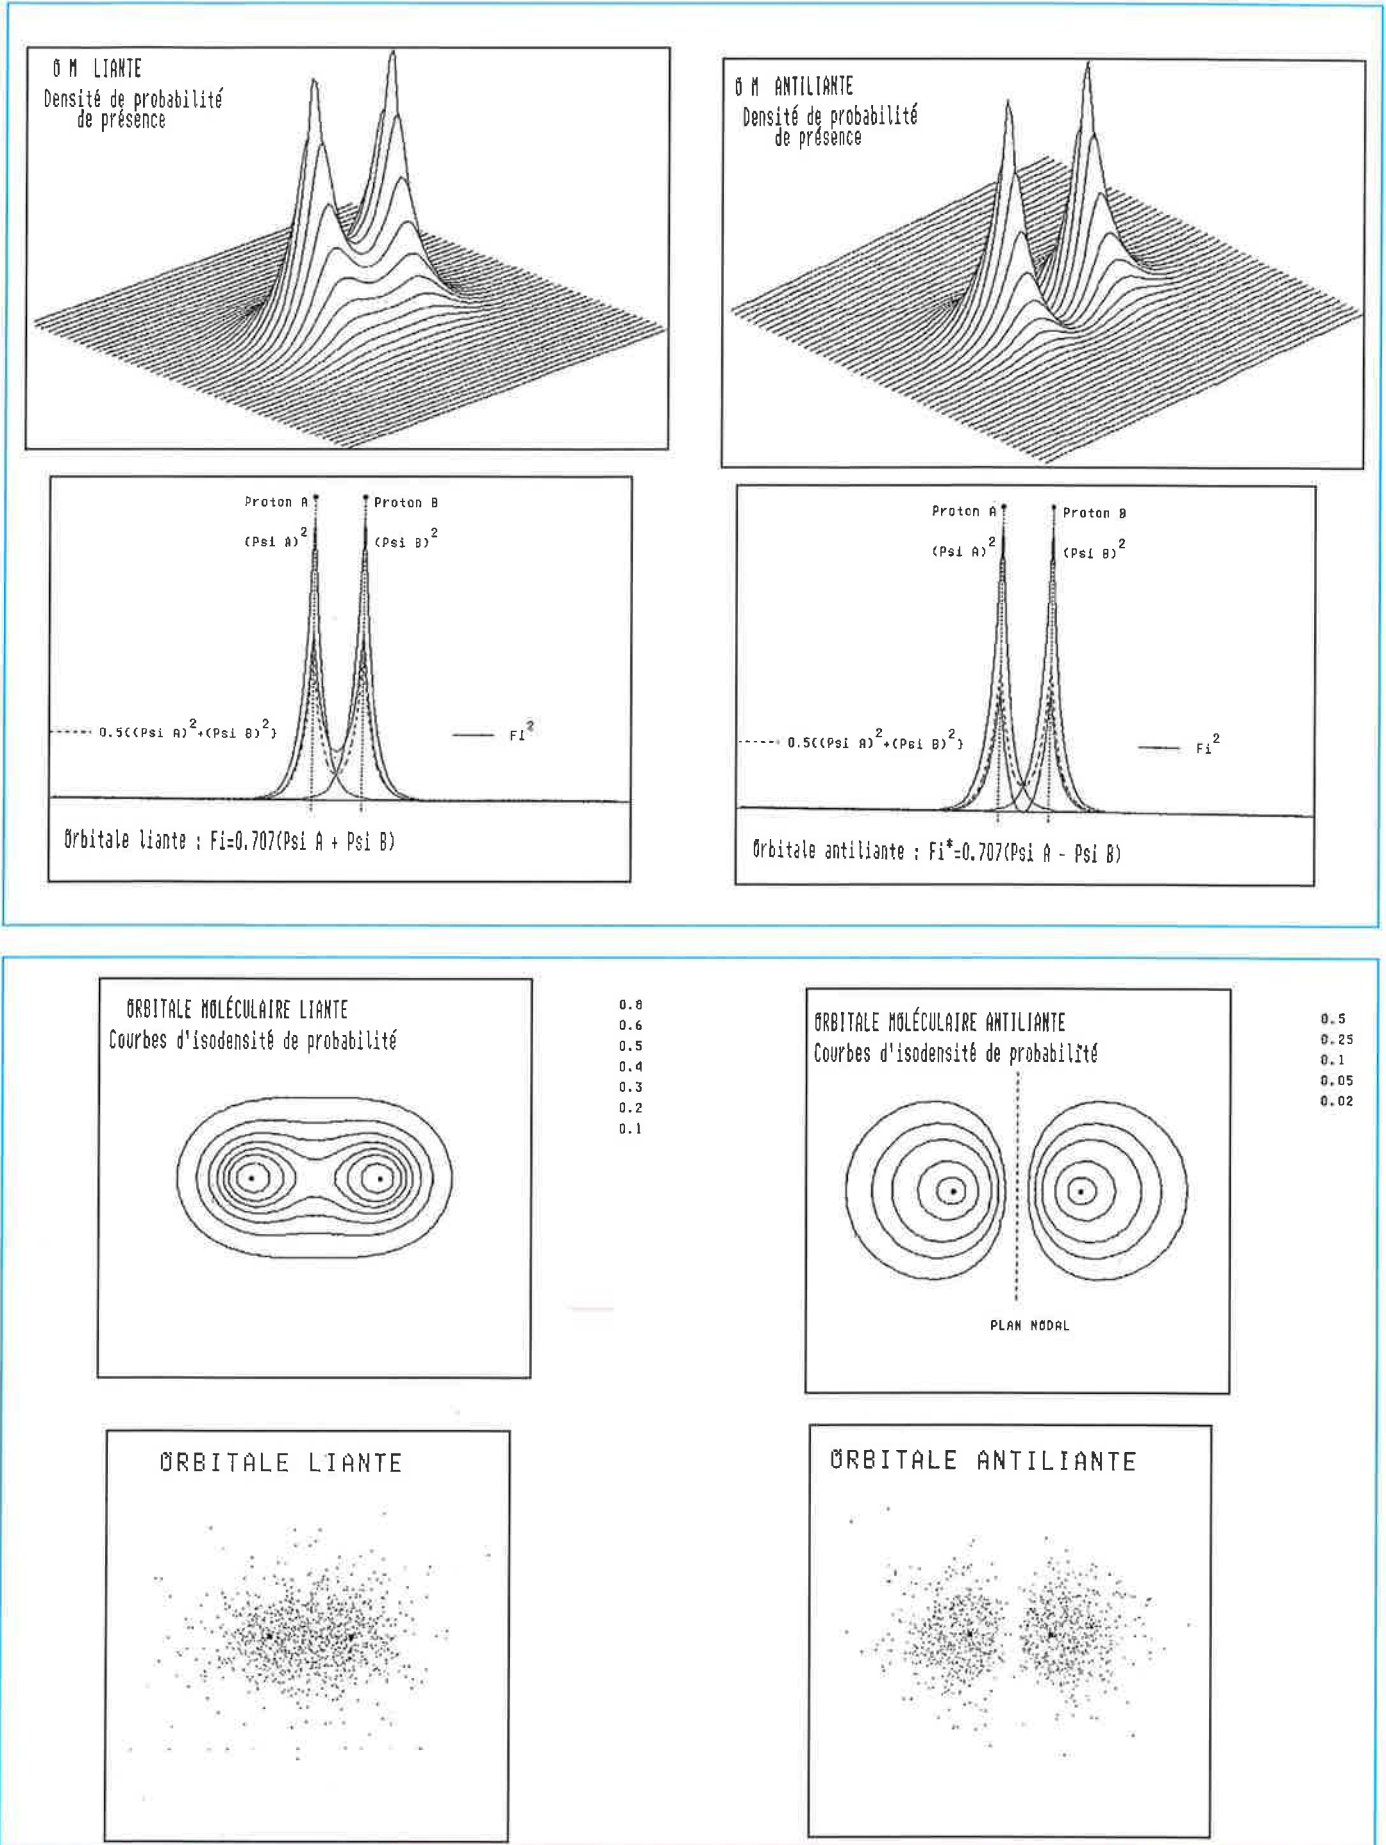 O M LIANTE
Densité de probabilité
de présence
O M ANTILIANTE
Densité de probabilité
de présence
Proton A Proton B
(Psi A)² (Psi B)²
0.5((Psi A)²+(Psi B)²) Fi²
Orbitale liante : Fi=0.707(Psi A + Psi B)
Proton A Proton B
(Psi A)² (Psi B)²
0.5((Psi A)²+(Psi B)²) Fi²
Orbitale antiliante : Fi*=0.707(Psi A - Psi B)
ORBITALE MOLÉCULAIRE LIANTE
Courbes d'isodensité de probabilité
0.8
0.6
0.5
0.4
0.3
0.2
0.1
ORBITALE MOLÉCULAIRE ANTILIANTE
Courbes d'isodensité de probabilité
PLAN NODAL
0.5
0.25
0.1
0.05
0.02
ORBITALE LIANTE
ORBITALE ANTILIANTE